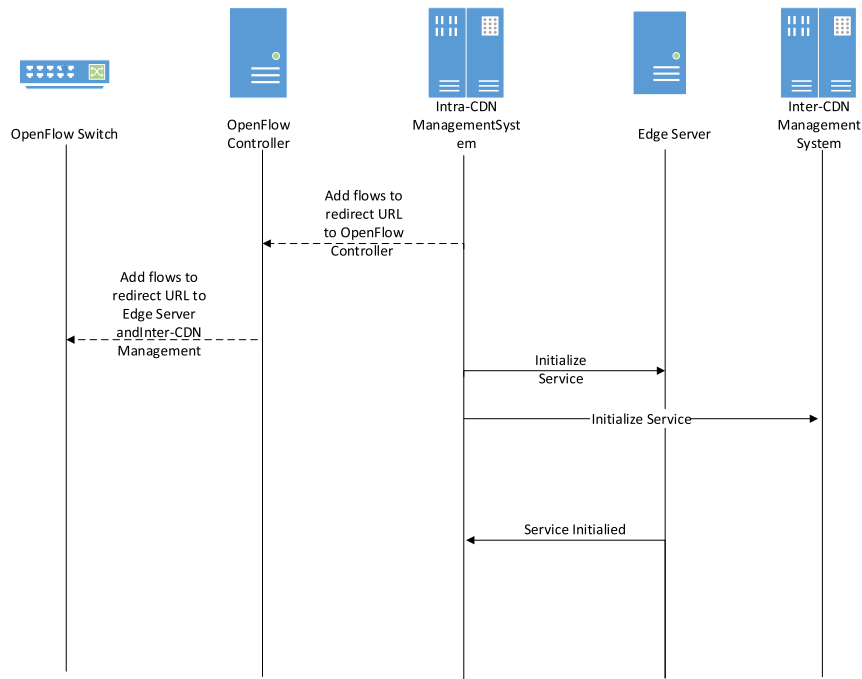 OpenFlow Switch
OpenFlow
Controller
Intra-CDN
ManagementSyst
em
Edge Server
Inter-CDN
Management
System
Add flows to
redirect URL
to OpenFlow
Controller
Add flows to
redirect URL to
Edge Server
andInter-CDN
Management
Initialize
Service
Initialize Service
Service Initialied